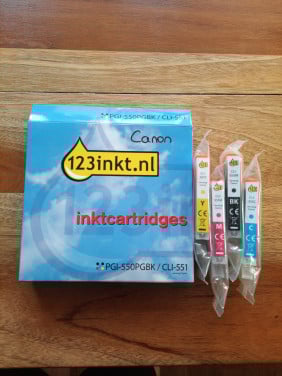 PGI-550PGBK / CLI-551
Canon
123inkt.nl
inktcartridges
PGI-550PGBK / CLI-551
Y
M
BK
C